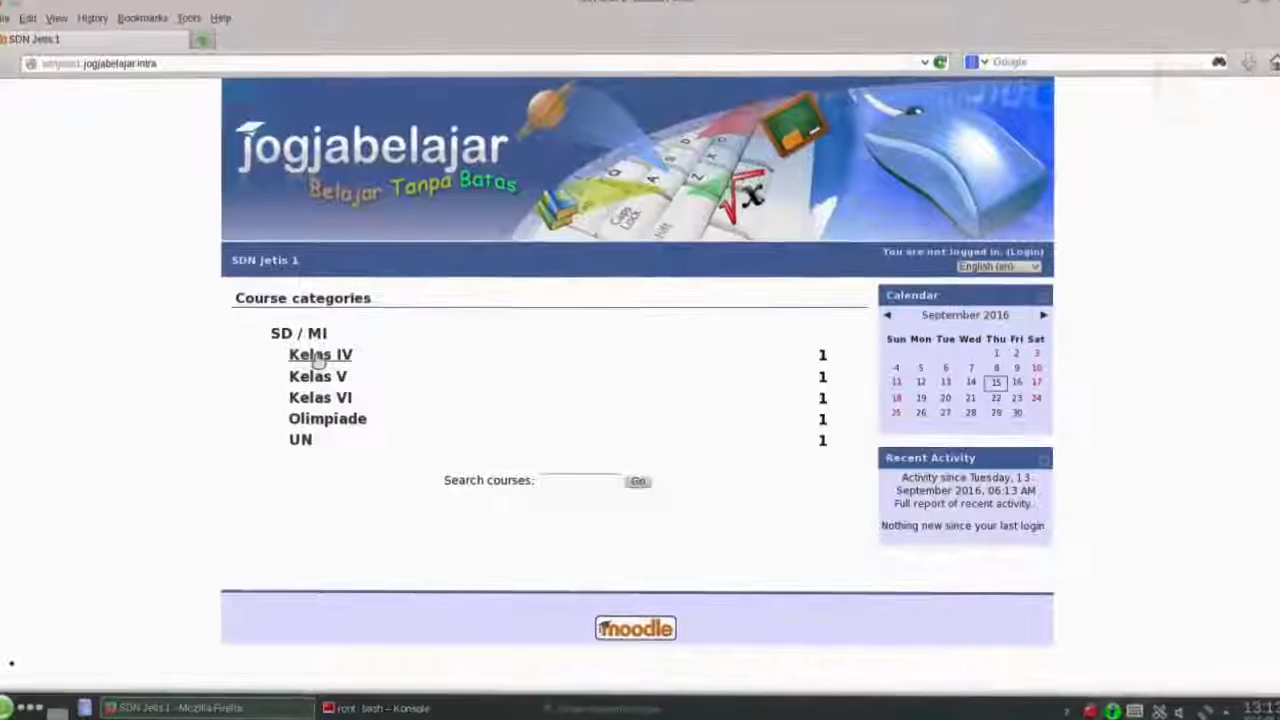 File Edit View History Bookmarks Tools Help
SDN Jetis 1
jogjabelajar.intra
Google
jogjabelajar
Belajar Tanpa Batas
Caps Lock
SDN Jetis 1
You are not logged in. (Login)
English (en)
Course categories
SD / MI
Kelas IV 1
Kelas V 1
Kelas VI 1
Olimpiade 1
UN 1
Search courses: Go
Calendar
◄ September 2016 ►
Sun Mon Tue Wed Thu Fri Sat
1 2 3
4 5 6 7 8 9 10
11 12 13 14 15 16 17
18 19 20 21 22 23 24
25 26 27 28 29 30
Recent Activity
Activity since Tuesday, 13
September 2016, 06:13 AM
Full report of recent activity.
Nothing new since your last login
moodle
SDN Jetis 1 - Mozilla Firefox
bash - Konsole